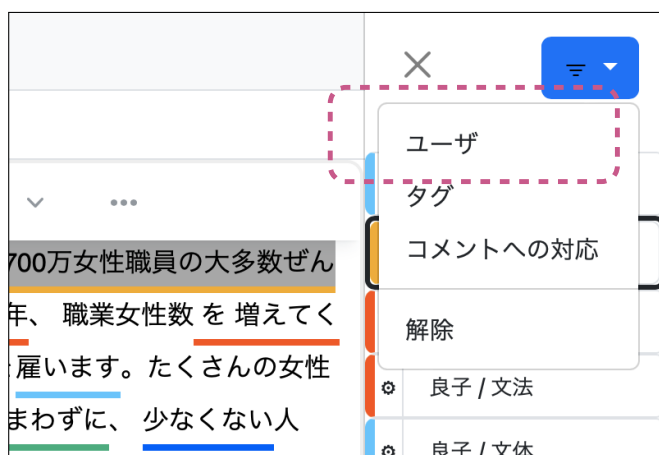 ユーザ
タグ
コメントへの対応
解除
良子 / 文法
良子 / 文体
700万女性職員の大多数ぜん
年、 職業女性数 を 増えてく
雇います。たくさんの女性
まわずに、 少なくない人